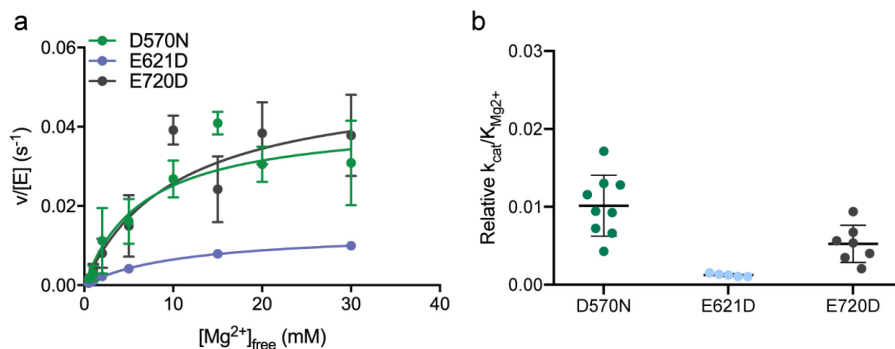 a
D570N
E621D
E720D
v/[E] (s⁻¹)
0.06
0.04
0.02
0.00
0
10
20
30
40
[Mg²⁺]free (mM)
b
Relative kcat/KMg2+
0.03
0.02
0.01
0.00
D570N
E621D
E720D